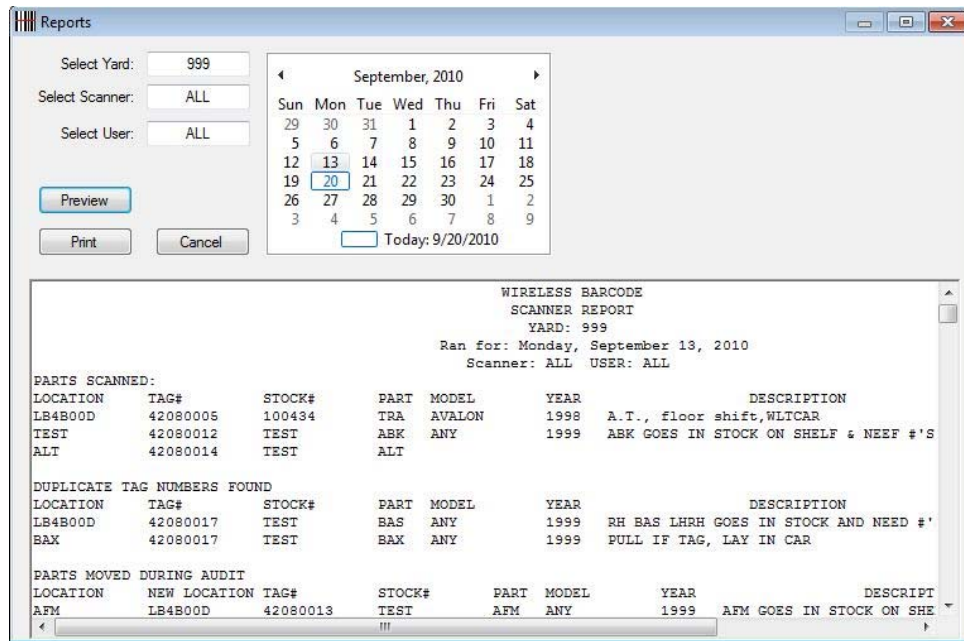 Reports
Select Yard: 999
Select Scanner: ALL
Select User: ALL
Preview
Print Cancel
September, 2010
Sun Mon Tue Wed Thu Fri Sat
29 30 31 1 2 3 4
5 6 7 8 9 10 11
12 13 14 15 16 17 18
19 20 21 22 23 24 25
26 27 28 29 30 1 2
3 4 5 6 7 8 9
Today: 9/20/2010
WIRELESS BARCODE
SCANNER REPORT
YARD: 999
Ran for: Monday, September 13, 2010
Scanner: ALL USER: ALL
PARTS SCANNED:
LOCATION TAG# STOCK# PART MODEL YEAR DESCRIPTION
LB4B00D 42080005 100434 TRA AVALON 1998 A.T., floor shift,WLTCAR
TEST 42080012 TEST ABK ANY 1999 ABK GOES IN STOCK ON SHELF & NEEF #'S
ALT 42080014 TEST ALT
DUPLICATE TAG NUMBERS FOUND
LOCATION TAG# STOCK# PART MODEL YEAR DESCRIPTION
LB4B00D 42080017 TEST BAS ANY 1999 RH BAS LHRH GOES IN STOCK AND NEED #'
BAX 42080017 TEST BAX ANY 1999 PULL IF TAG, LAY IN CAR
PARTS MOVED DURING AUDIT
LOCATION NEW LOCATION TAG# STOCK# PART MODEL YEAR DESCRIPT
AFM LB4B00D 42080013 TEST AFM ANY 1999 AFM GOES IN STOCK ON SHE